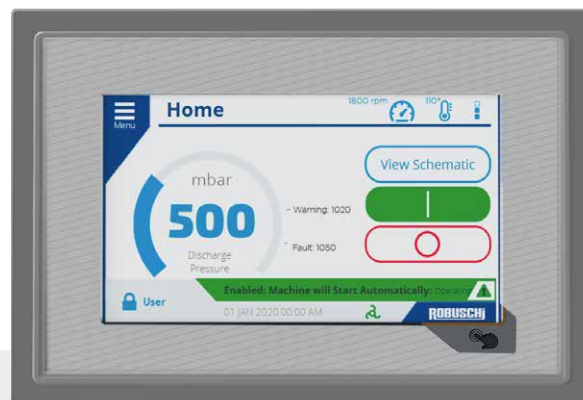 Menu
Home
1800 rpm
110°
View Schematic
mbar
500
Discharge
Pressure
- Warning: 1020
- Fault: 1050
User
Enabled: Machine will Start Automatically:
01 JAN 2020 00:00 AM
ROBUSCHi